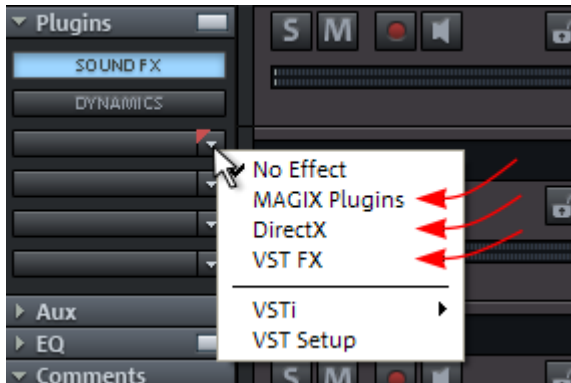 Plugins
SOUND FX
DYNAMICS
S M
No Effect
MAGIX Plugins
DirectX
VST FX
VSTi
VST Setup
Aux
EQ
Comments
S M